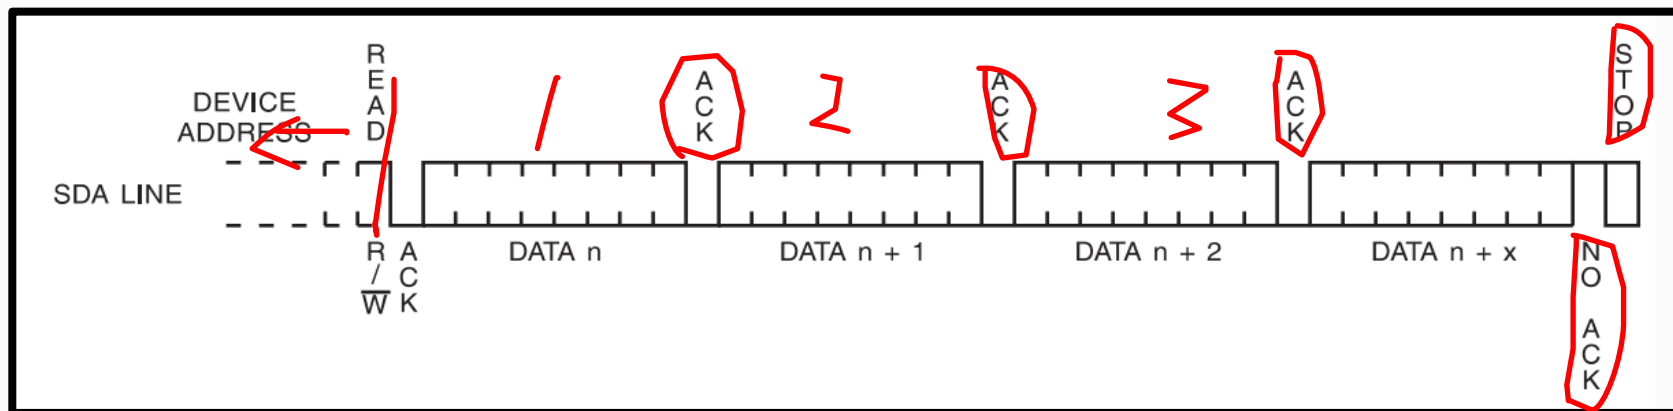 READ
DEVICE
ADDRESS
1
ACK
2
ACK
3
ACK
STOP
SDA LINE
R/W
ACK
DATA n
DATA n + 1
DATA n + 2
DATA n + x
NO ACK